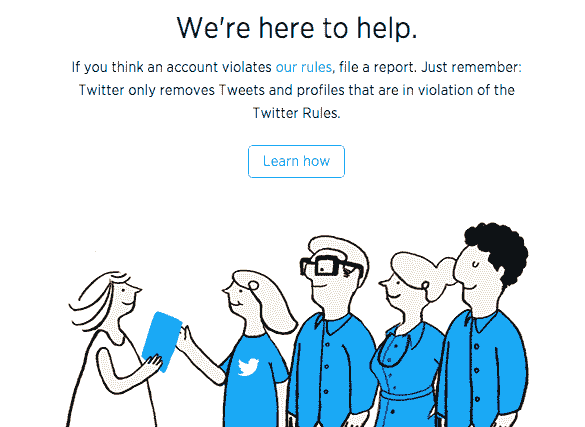 We're here to help.
If you think an account violates our rules, file a report. Just remember:
Twitter only removes Tweets and profiles that are in violation of the
Twitter Rules.
Learn how